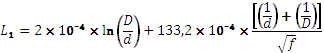 L₁ = 2 × 10⁻⁴ × ln(D/d) + 133,2 × 10⁻⁴ × [(1/d) + (1/D)]/√f